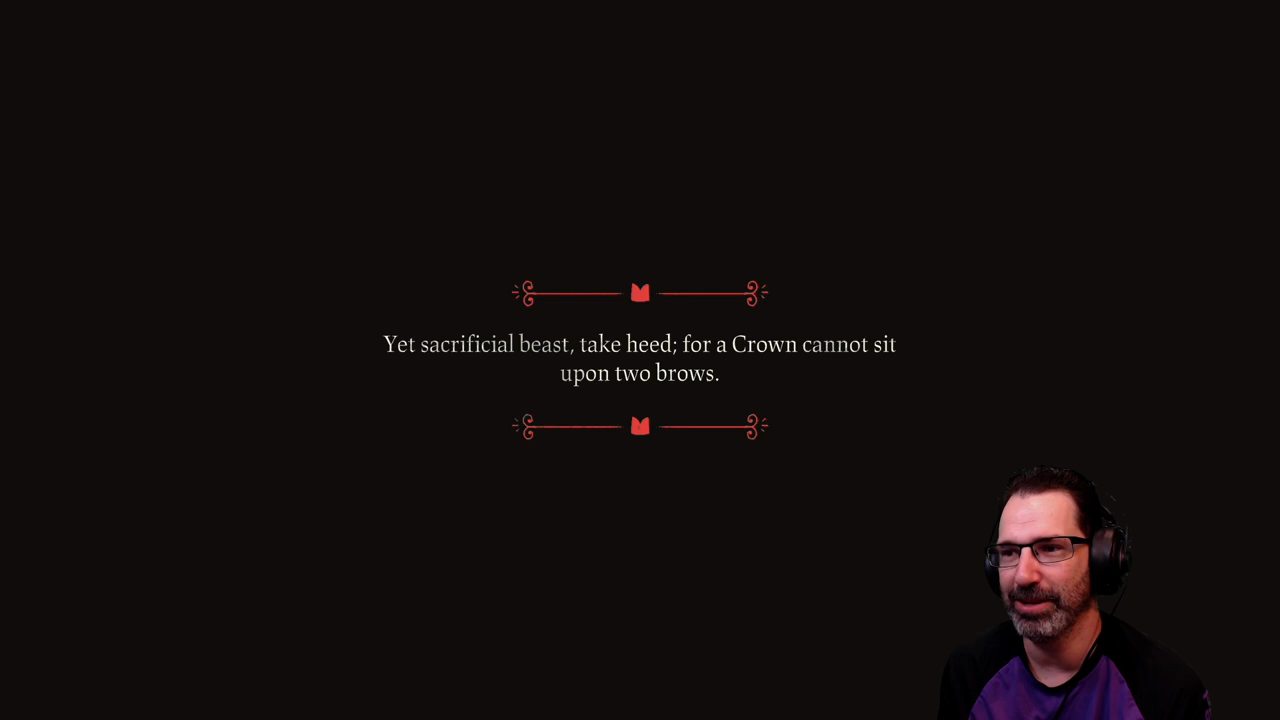 Yet sacrificial beast, take heed; for a Crown cannot sit
upon two brows.